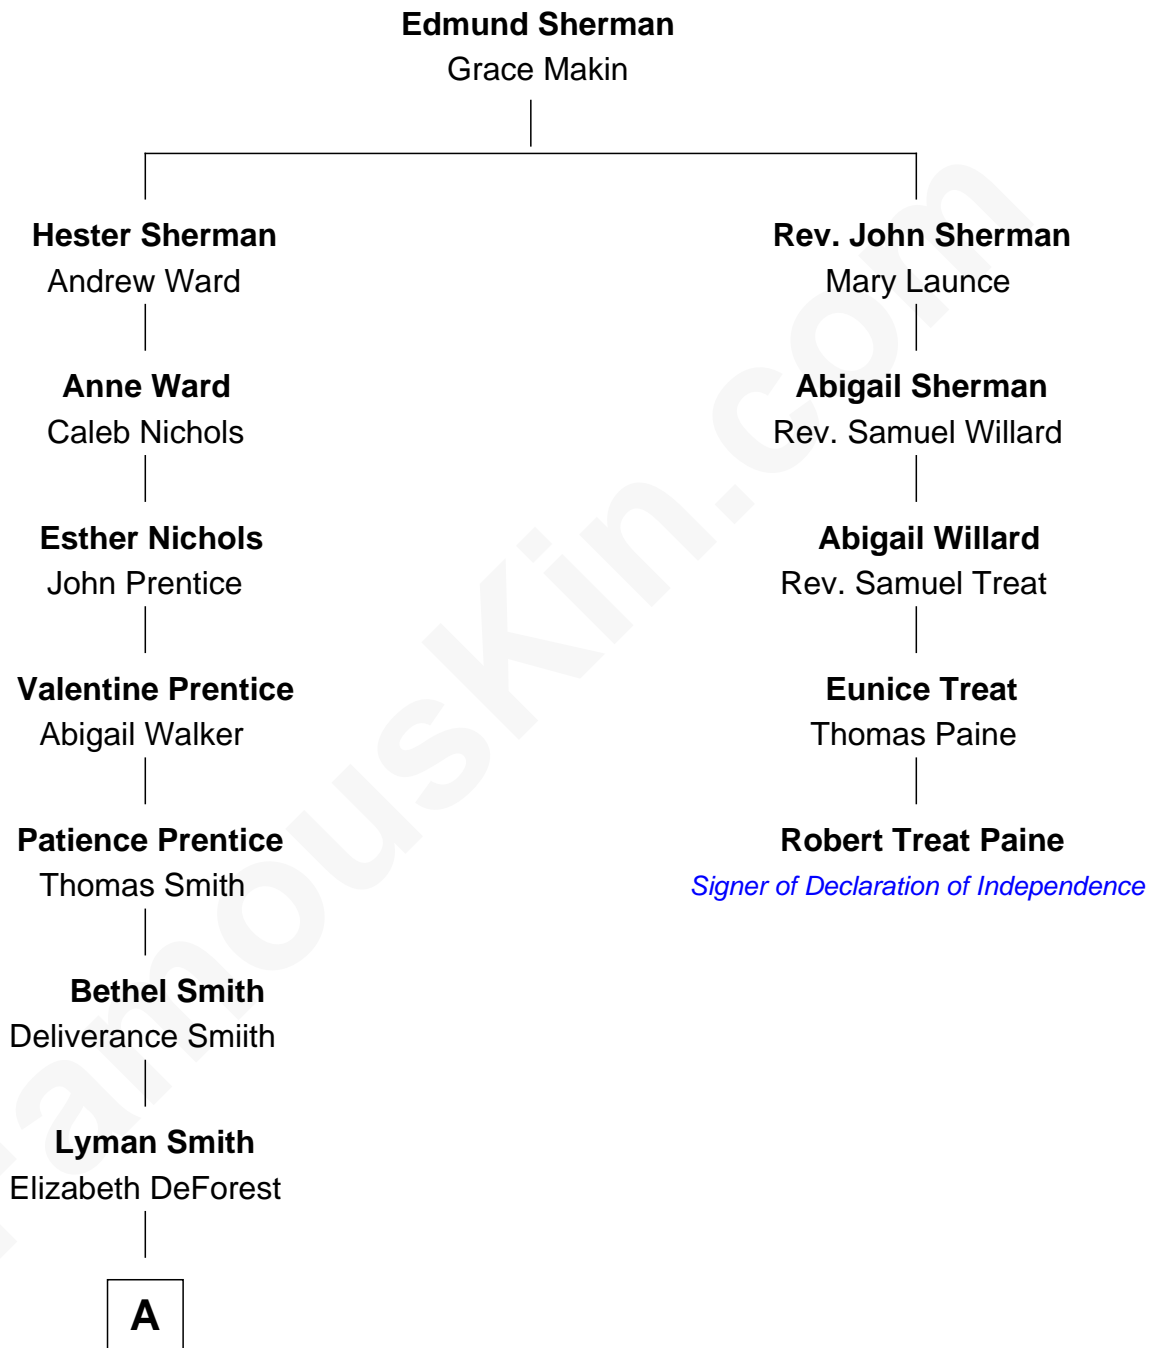 Edmund Sherman
Grace Makin
Hester Sherman
Andrew Ward
Anne Ward
Caleb Nichols
Esther Nichols
John Prentice
Valentine Prentice
Abigail Walker
Patience Prentice
Thomas Smith
Bethel Smith
Deliverance Smiith
Lyman Smith
Elizabeth DeForest
A
Rev. John Sherman
Mary Launce
Abigail Sherman
Rev. Samuel Willard
Abigail Willard
Rev. Samuel Treat
Eunice Treat
Thomas Paine
Robert Treat Paine
Signer of Declaration of Independence
FamousKin.com